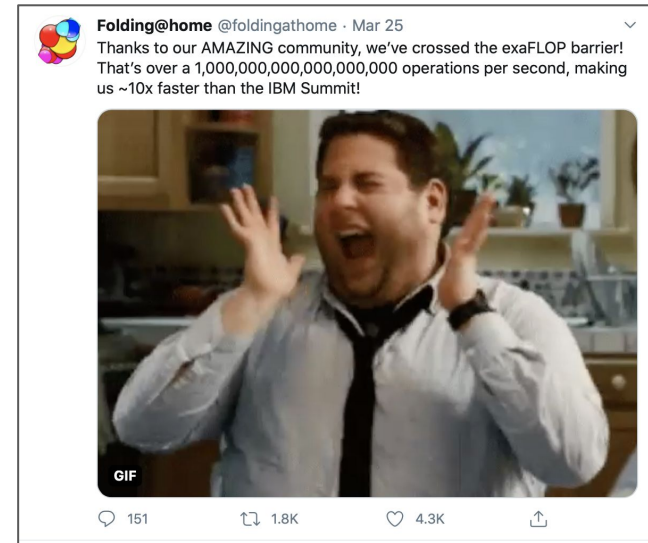 Folding@home @foldingathome · Mar 25
Thanks to our AMAZING community, we've crossed the exaFLOP barrier!
That's over a 1,000,000,000,000,000,000 operations per second, making
us ~10x faster than the IBM Summit!
GIF
151 1.8K 4.3K